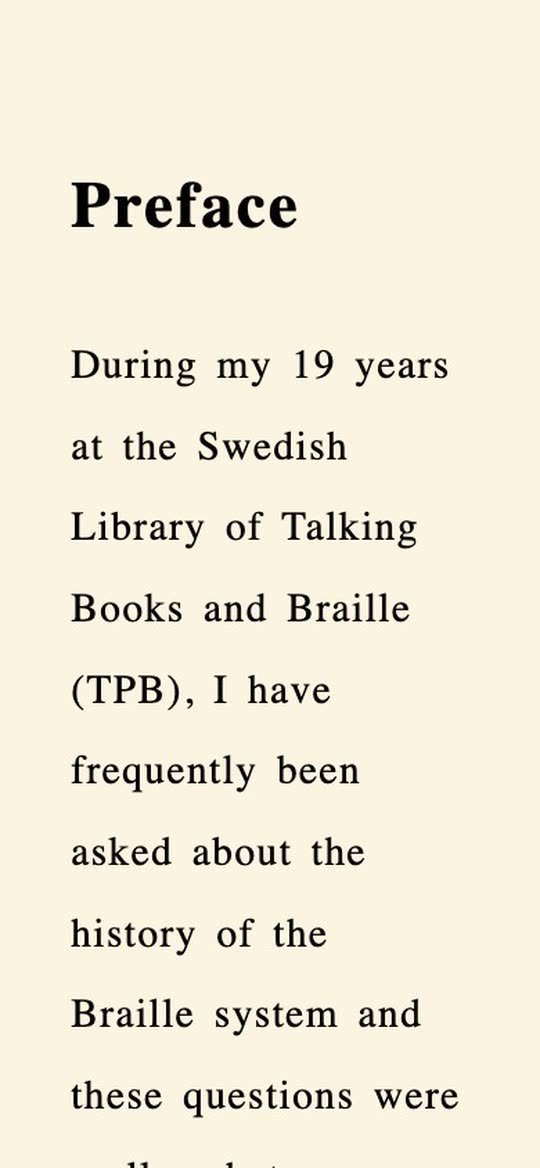 Preface
During my 19 years
at the Swedish
Library of Talking
Books and Braille
(TPB), I have
frequently been
asked about the
history of the
Braille system and
these questions were